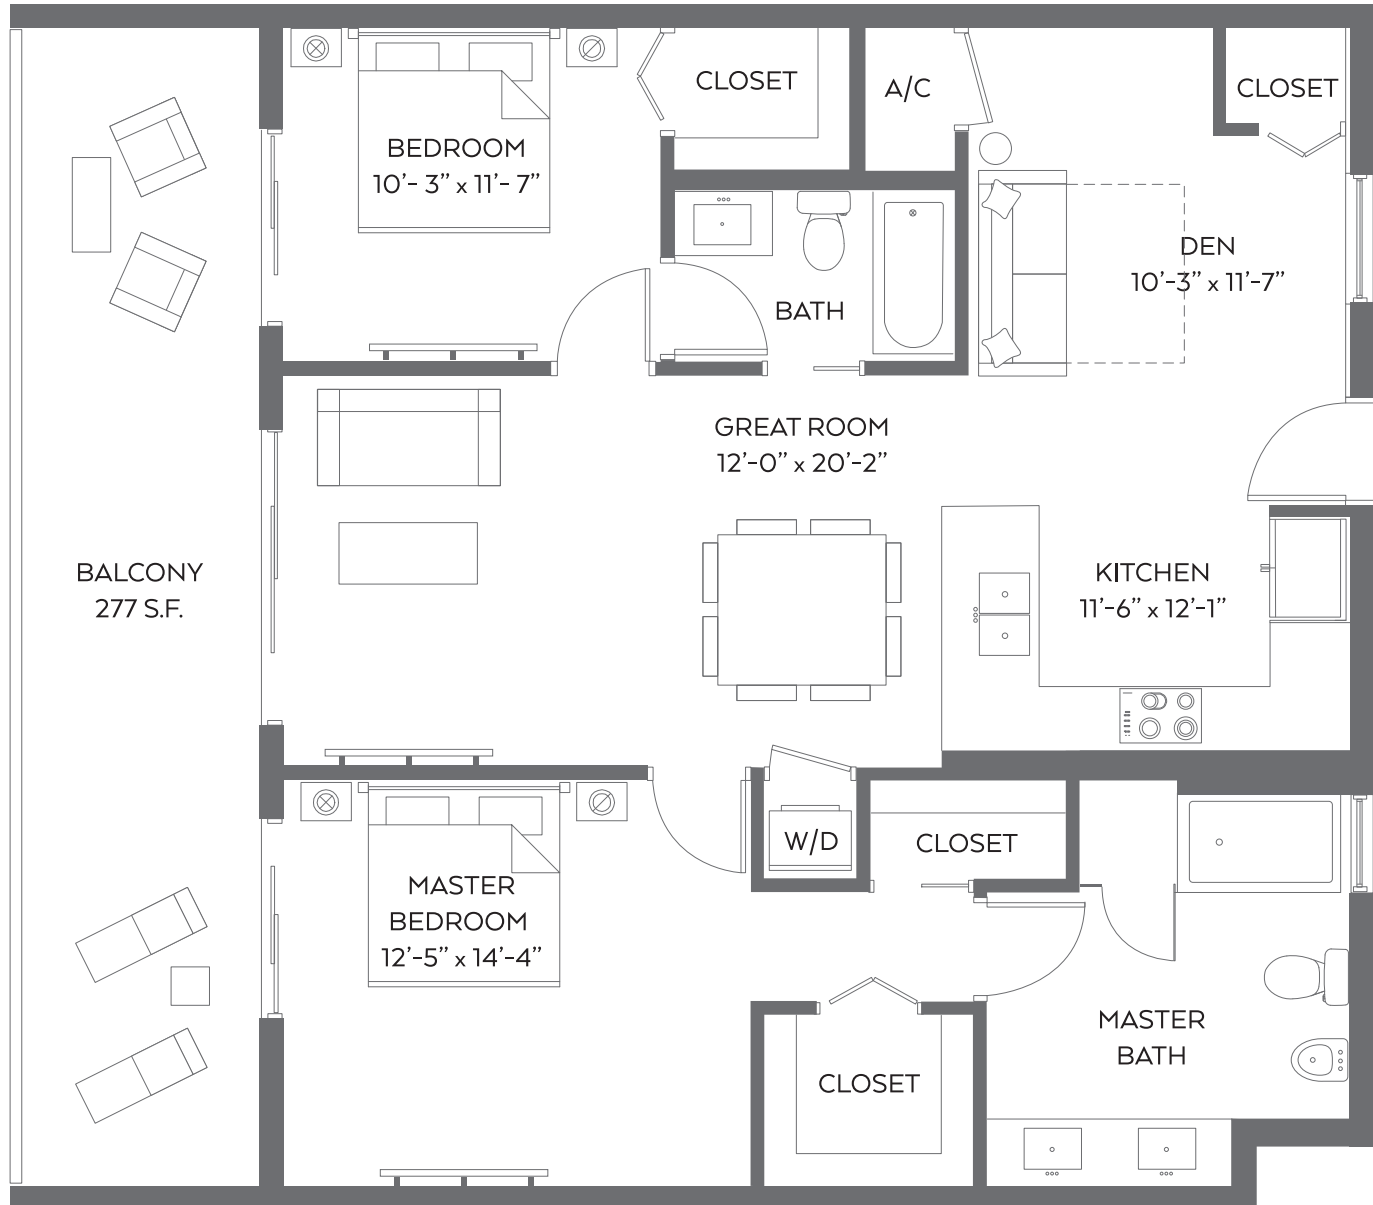 CLOSET
A/C
CLOSET
BEDROOM
10'- 3” x 11'- 7”
DEN
10'-3” x 11'-7”
BATH
GREAT ROOM
12'-0” x 20'-2”
BALCONY
277 S.F.
KITCHEN
11'-6” x 12'-1”
W/D
CLOSET
MASTER
BEDROOM
12'-5” x 14'-4”
MASTER
BATH
CLOSET